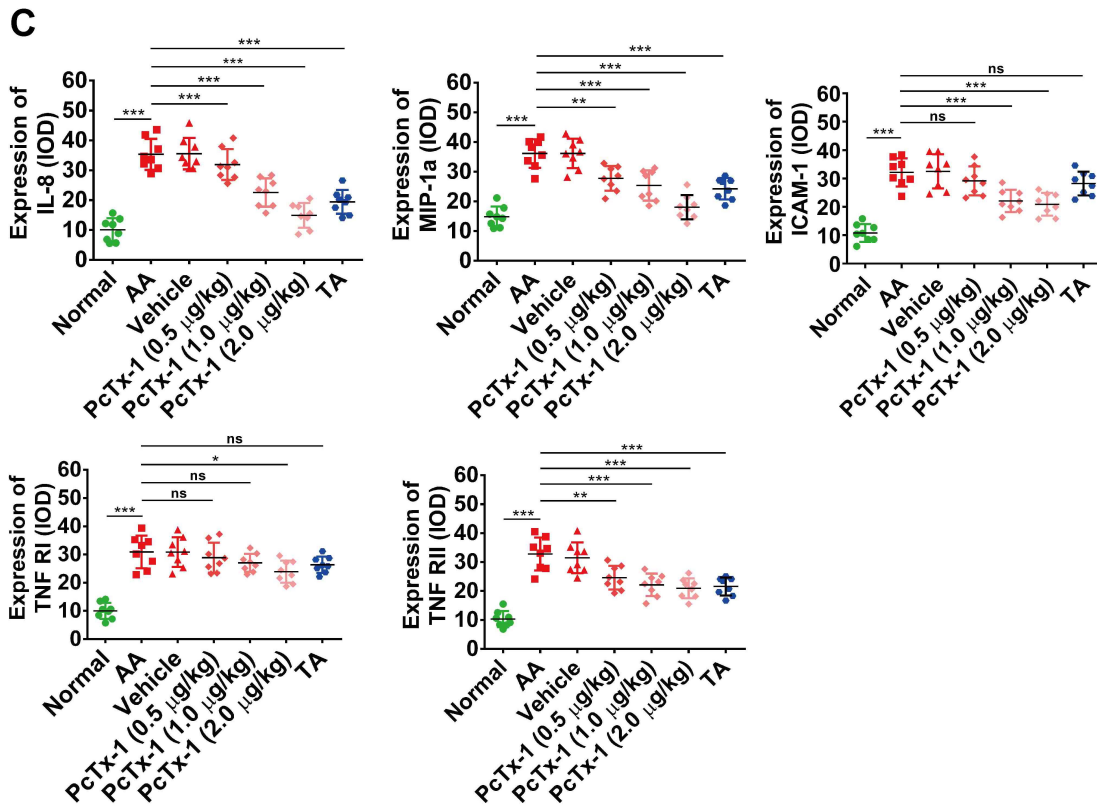 C
Expression of
IL-8 (IOD)
60
50
40
30
20
10
0
***
***
***
***
***
Normal
AA
Vehicle
PcTx-1 (0.5 μg/kg)
PcTx-1 (1.0 μg/kg)
PcTx-1 (2.0 μg/kg)
TA
Expression of
MIP-1a (IOD)
60
50
40
30
20
10
0
***
***
***
**
***
Normal
AA
Vehicle
PcTx-1 (0.5 μg/kg)
PcTx-1 (1.0 μg/kg)
PcTx-1 (2.0 μg/kg)
TA
Expression of
ICAM-1 (IOD)
60
50
40
30
20
10
0
ns
***
***
ns
***
Normal
AA
Vehicle
PcTx-1 (0.5 μg/kg)
PcTx-1 (1.0 μg/kg)
PcTx-1 (2.0 μg/kg)
TA
Expression of
TNF RI (IOD)
60
50
40
30
20
10
0
ns
*
ns
ns
***
Normal
AA
Vehicle
PcTx-1 (0.5 μg/kg)
PcTx-1 (1.0 μg/kg)
PcTx-1 (2.0 μg/kg)
TA
Expression of
TNF RII (IOD)
60
50
40
30
20
10
0
***
***
***
**
***
Normal
AA
Vehicle
PcTx-1 (0.5 μg/kg)
PcTx-1 (1.0 μg/kg)
PcTx-1 (2.0 μg/kg)
TA